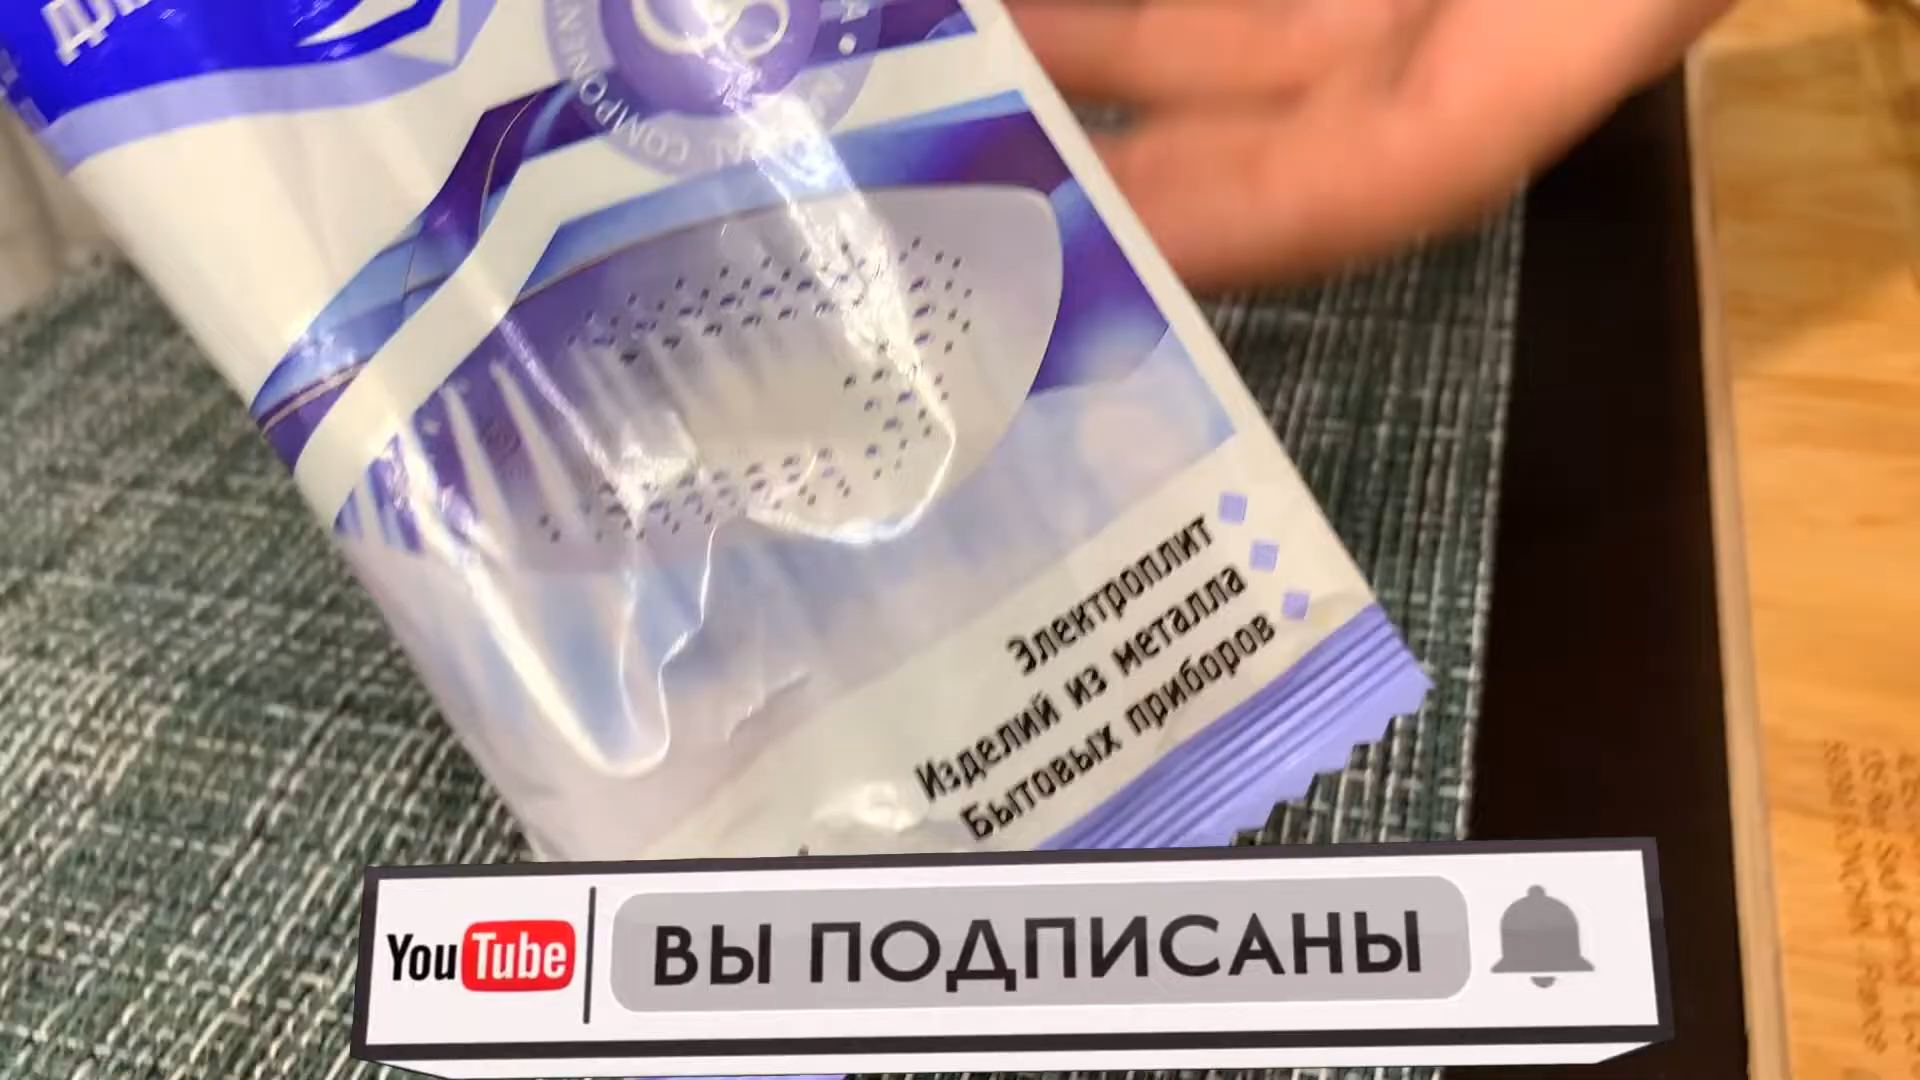 Электроплит
Изделий из металла
Бытовых приборов
YouTube
ВЫ ПОДПИСАНЫ